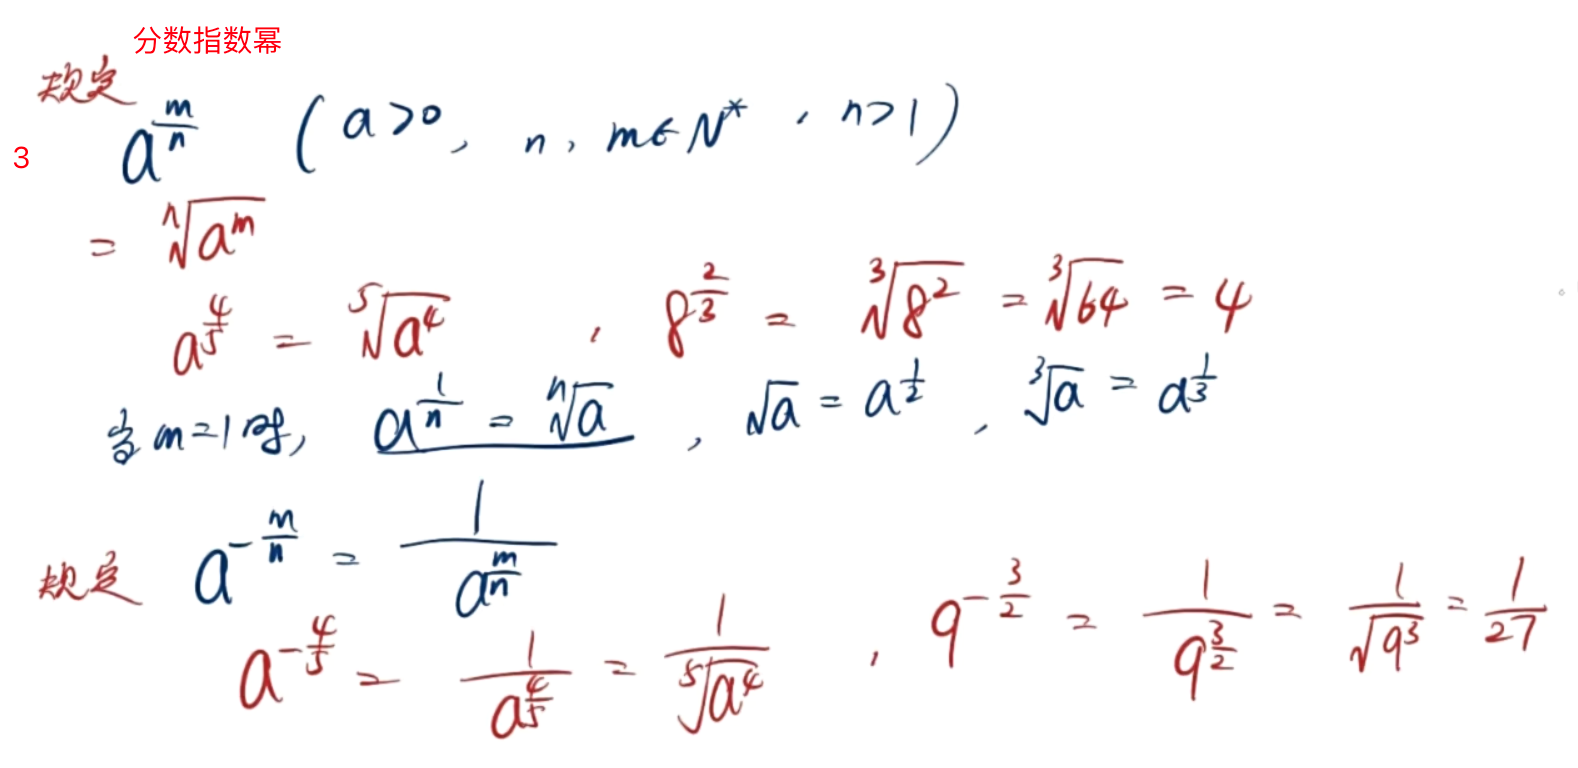 分数指数幂
规定
3 a^{\frac{m}{n}} (a>0, n, m∈N*, n>1)
= \sqrt[n]{a^m}
a^{\frac{4}{5}} = \sqrt[5]{a^4} , 8^{\frac{2}{3}} = \sqrt[3]{8^2} = \sqrt[3]{64} = 4
当m=1时, a^{\frac{1}{n}} = \sqrt[n]{a} , \sqrt{a} = a^{\frac{1}{2}} , \sqrt[3]{a} = a^{\frac{1}{3}}
规定 a^{-\frac{m}{n}} = \frac{1}{a^{\frac{m}{n}}}
a^{-\frac{4}{5}} = \frac{1}{a^{\frac{4}{5}}} = \frac{1}{\sqrt[5]{a^4}} , 9^{-\frac{3}{2}} = \frac{1}{9^{\frac{3}{2}}} = \frac{1}{\sqrt{9^3}} = \frac{1}{27}